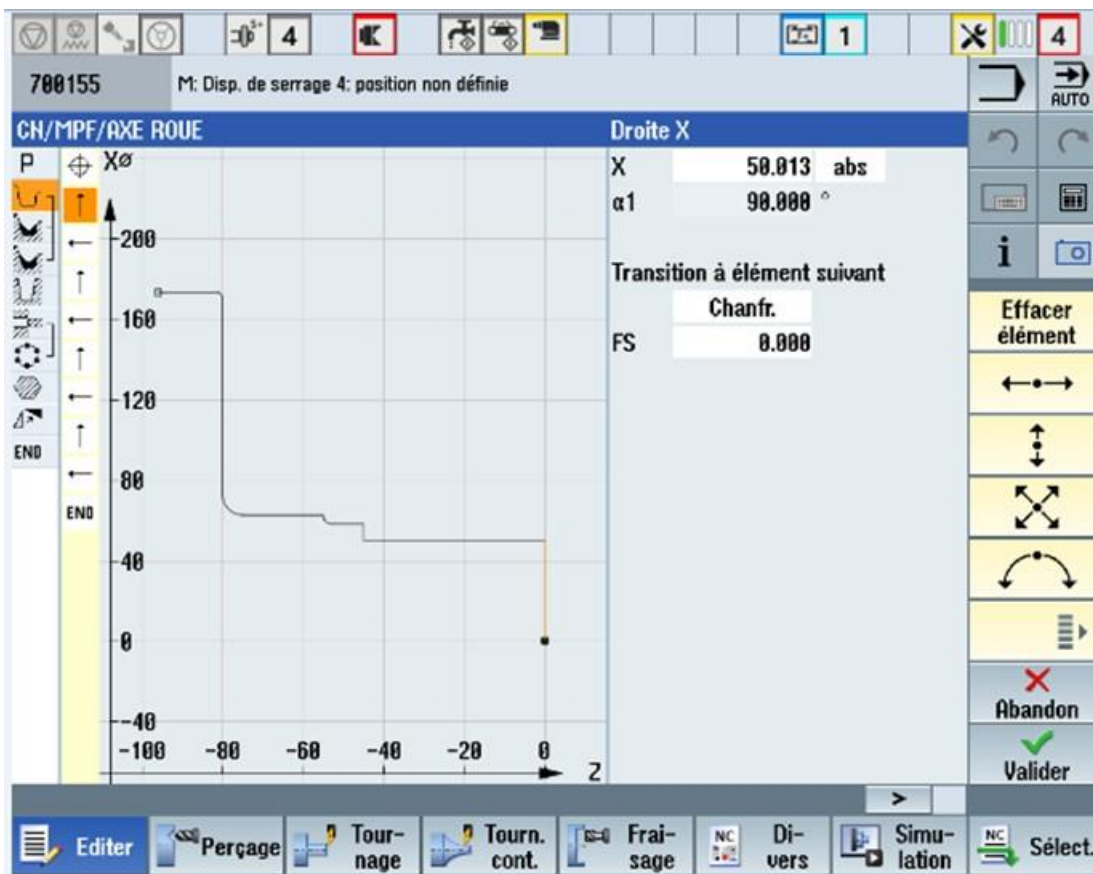 4
1
4
700155
M: Disp. de serrage 4: position non définie
AUTO
CN/MPF/AXE ROUE
Droite X
P
XØ
X 50.013 abs
α1 90.000 °
200
Transition à élément suivant
Chanfr.
Effacer
élément
160
FS 0.000
120
END
80
END
40
0
-40
Abandon
-100 -80 -60 -40 -20 0
Z
Valider
>
Editer
Perçage
Tour-
nage
Tourn.
cont.
Frai-
sage
NC
Di-
vers
Simu-
lation
NC
Sélect.